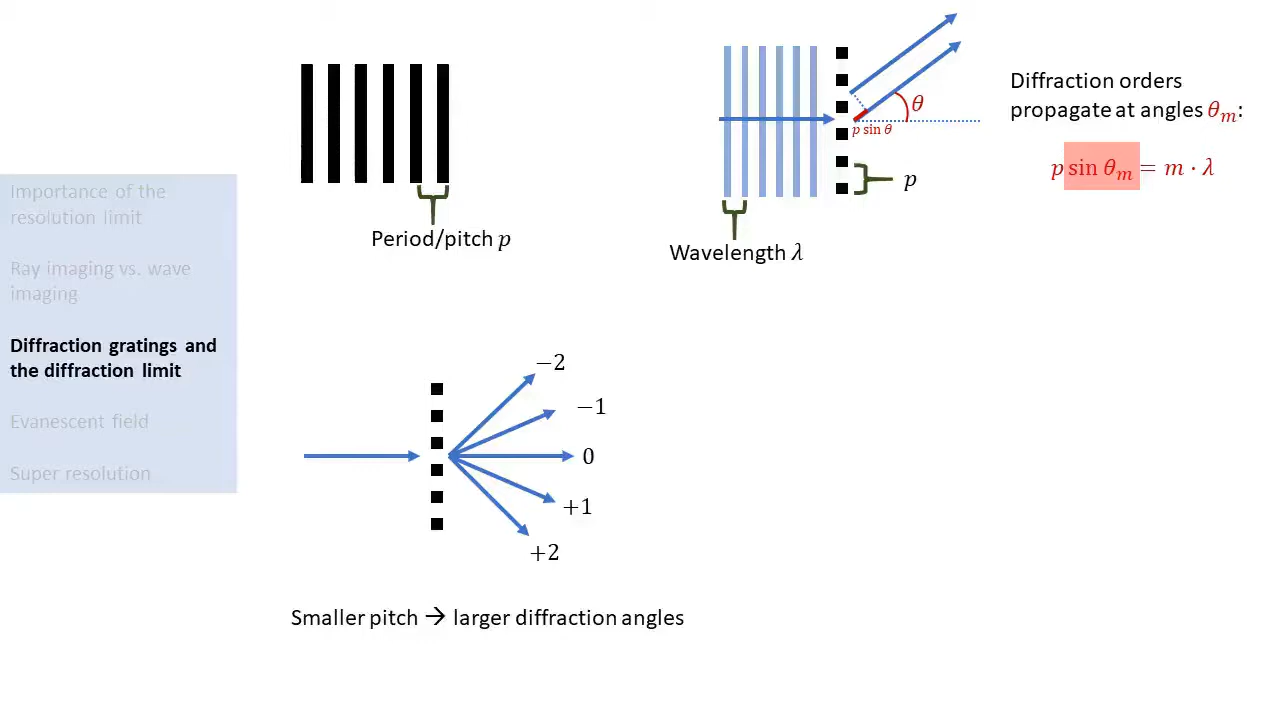 Importance of the
resolution limit
Ray imaging vs. wave
imaging
Diffraction gratings and
the diffraction limit
Evanescent field
Super resolution
Period/pitch p
θ
p sin θ
p
Wavelength λ
Diffraction orders
propagate at angles θₘ:
p sin θₘ = m · λ
−2
−1
0
+1
+2
Smaller pitch → larger diffraction angles